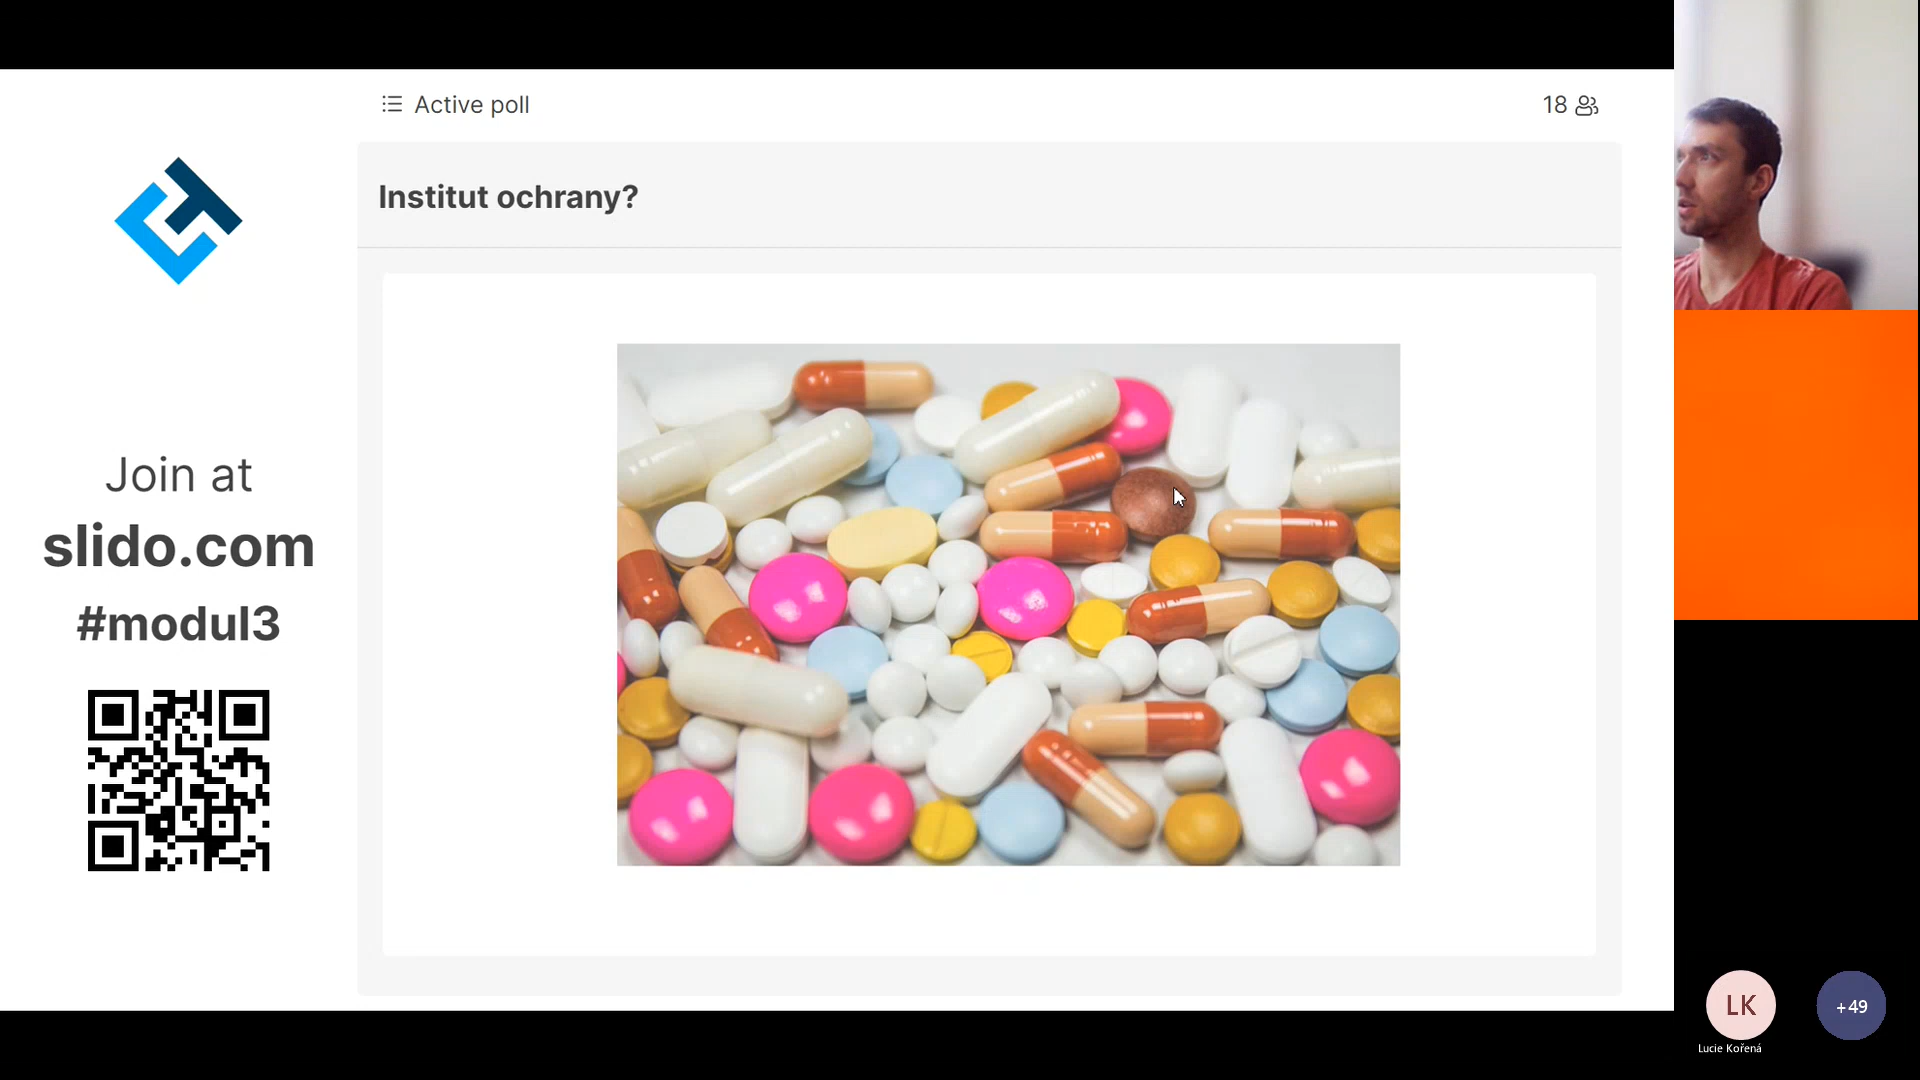 Active poll
18
Institut ochrany?
Join at
slido.com
#modul3
LK
+49
Lucie Kořená